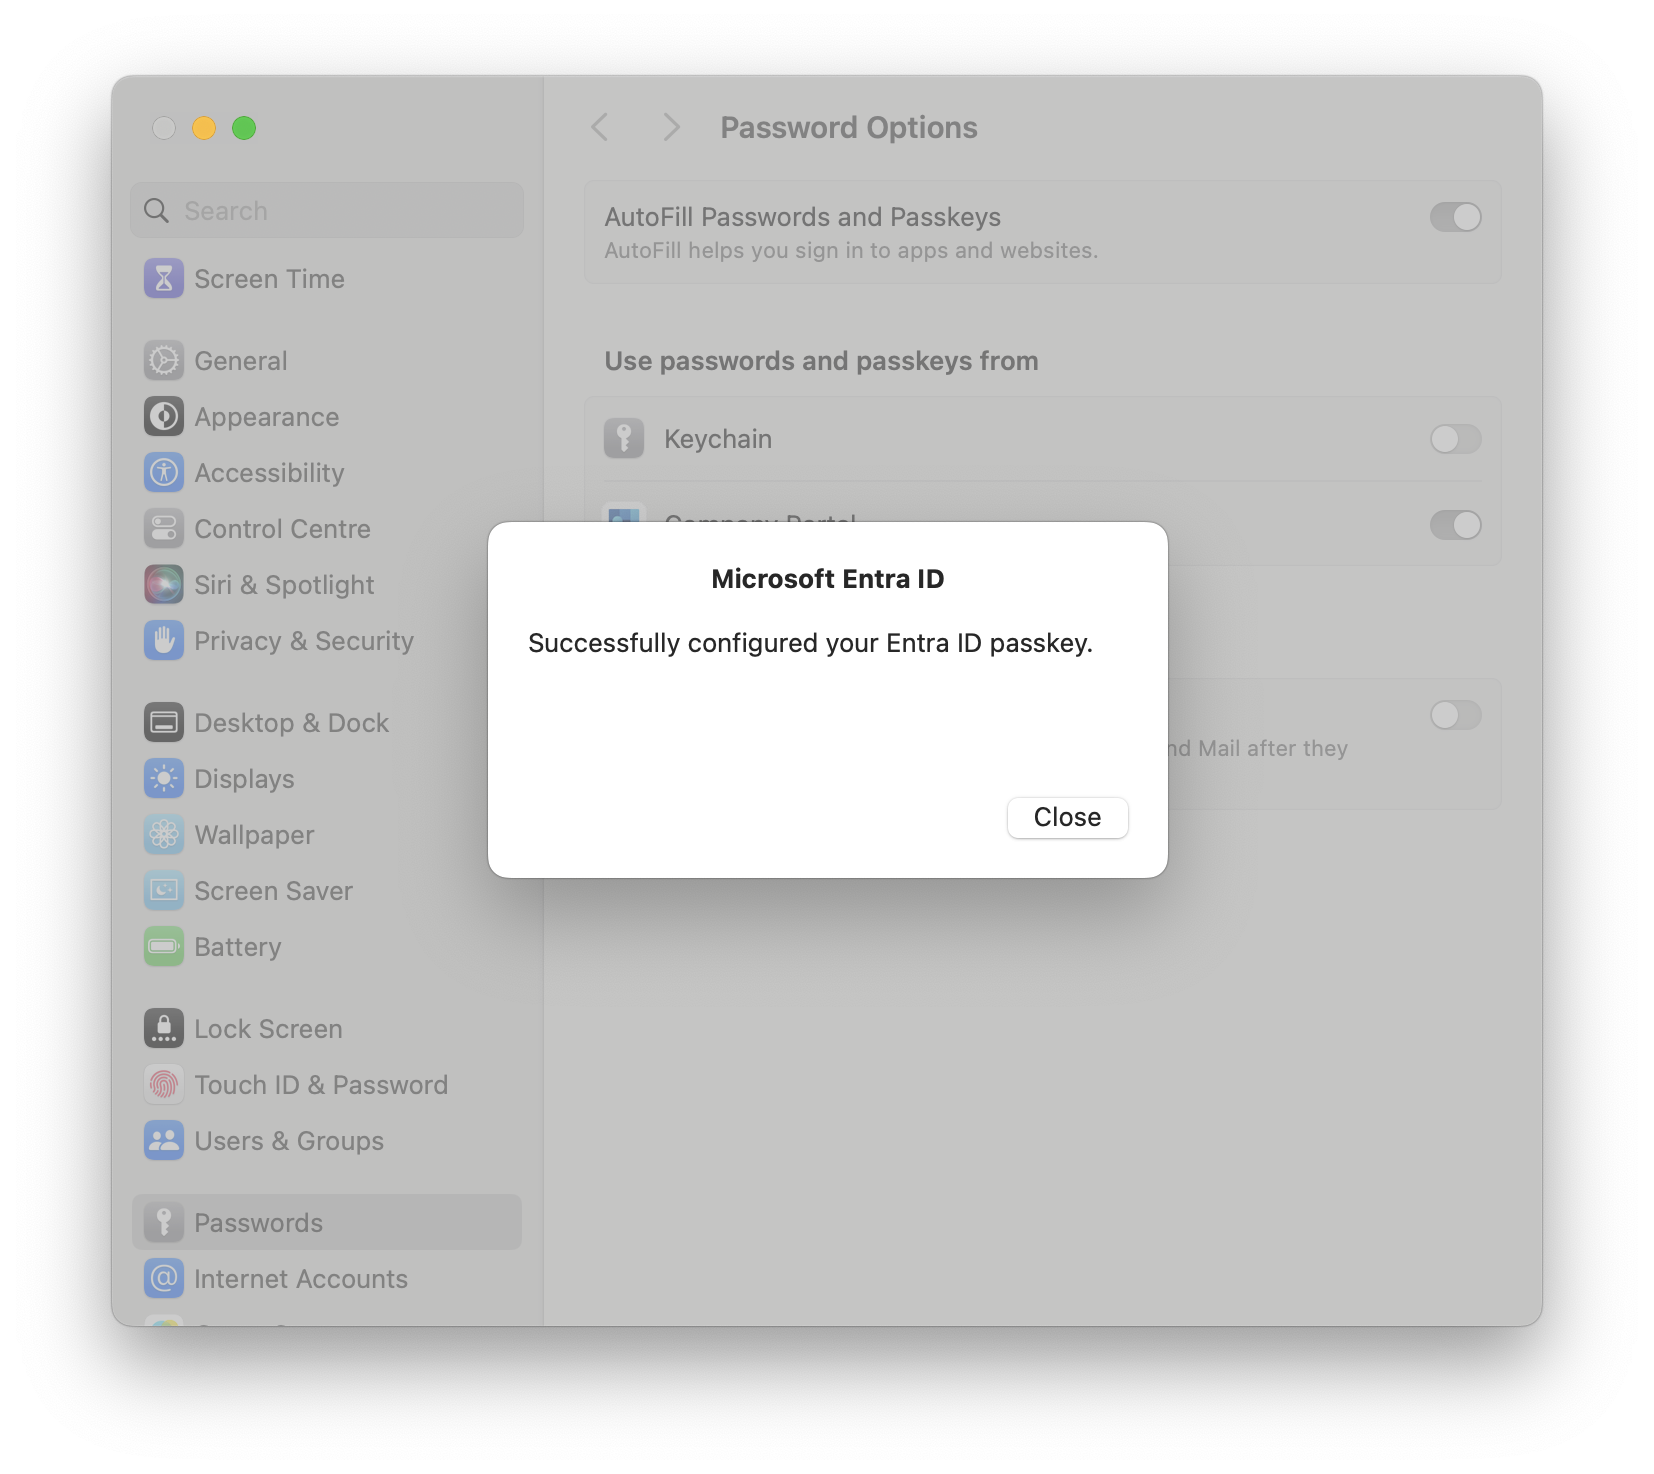 Password Options
Search
Screen Time
General
Appearance
Accessibility
Control Centre
Siri & Spotlight
Privacy & Security
Desktop & Dock
Displays
Wallpaper
Screen Saver
Battery
Lock Screen
Touch ID & Password
Users & Groups
Passwords
Internet Accounts
AutoFill Passwords and Passkeys
AutoFill helps you sign in to apps and websites.
Use passwords and passkeys from
Keychain
Company Portal
Microsoft Entra ID
Successfully configured your Entra ID passkey.
Close
Mail after they